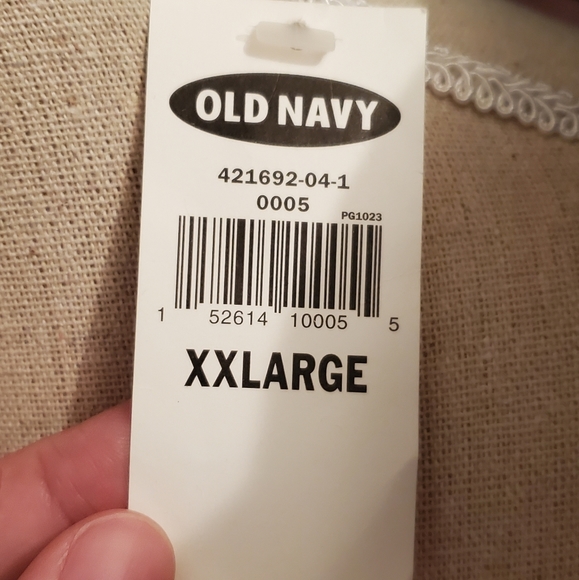 OLD NAVY
421692-04-1
0005
PG1023
1 52614 10005 5
XXLARGE